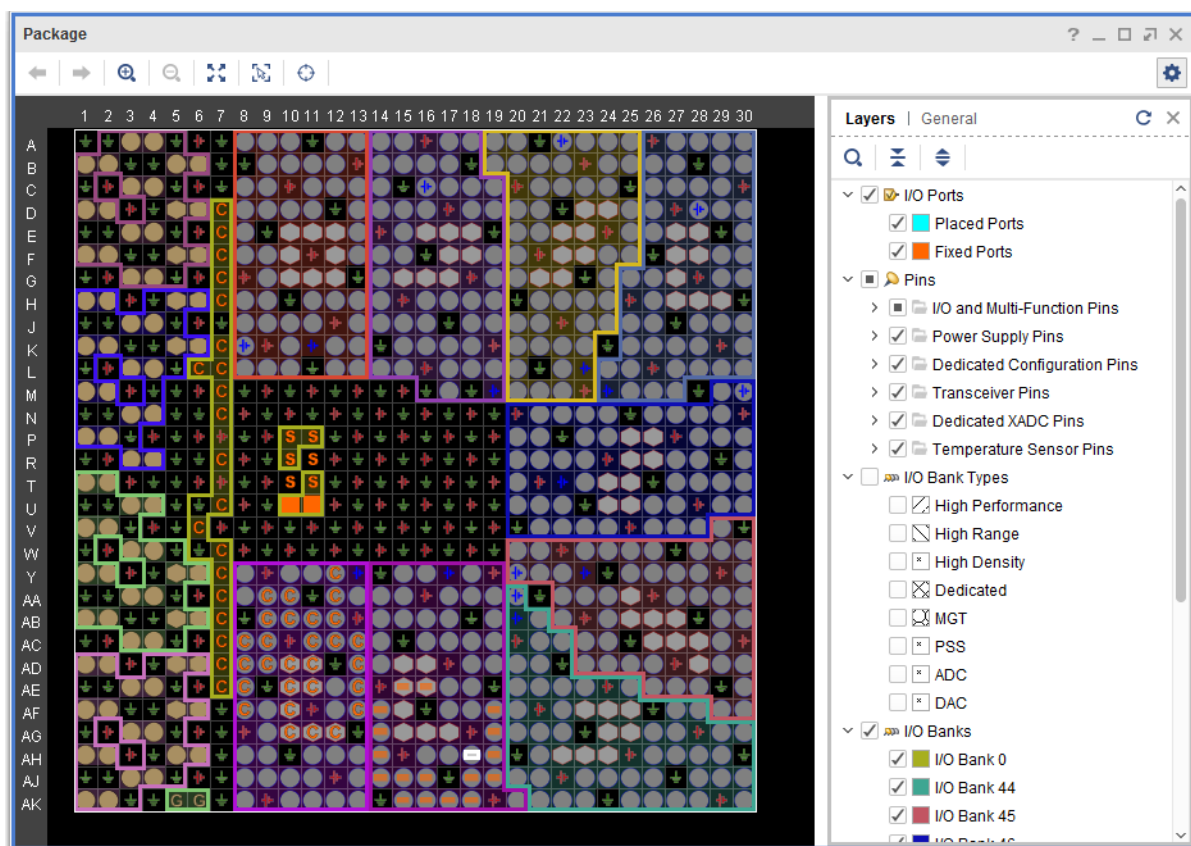 Package
1 2 3 4 5 6 7 8 9 10 11 12 13 14 15 16 17 18 19 20 21 22 23 24 25 26 27 28 29 30
A
B
C
D
E
F
G
H
J
K
L
M
N
P
R
T
U
V
W
Y
AA
AB
AC
AD
AE
AF
AG
AH
AJ
AK
Layers | General
I/O Ports
Placed Ports
Fixed Ports
Pins
I/O and Multi-Function Pins
Power Supply Pins
Dedicated Configuration Pins
Transceiver Pins
Dedicated XADC Pins
Temperature Sensor Pins
I/O Bank Types
High Performance
High Range
High Density
Dedicated
MGT
PSS
ADC
DAC
I/O Banks
I/O Bank 0
I/O Bank 44
I/O Bank 45